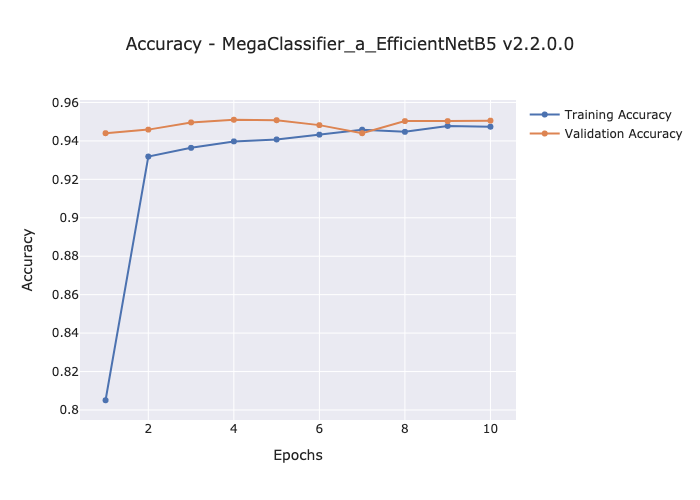 Accuracy - MegaClassifier_a_EfficientNetB5 v2.2.0.0
Training Accuracy
Validation Accuracy
0.96
0.94
0.92
0.9
0.88
0.86
0.84
0.82
0.8
Accuracy
2 4 6 8 10
Epochs